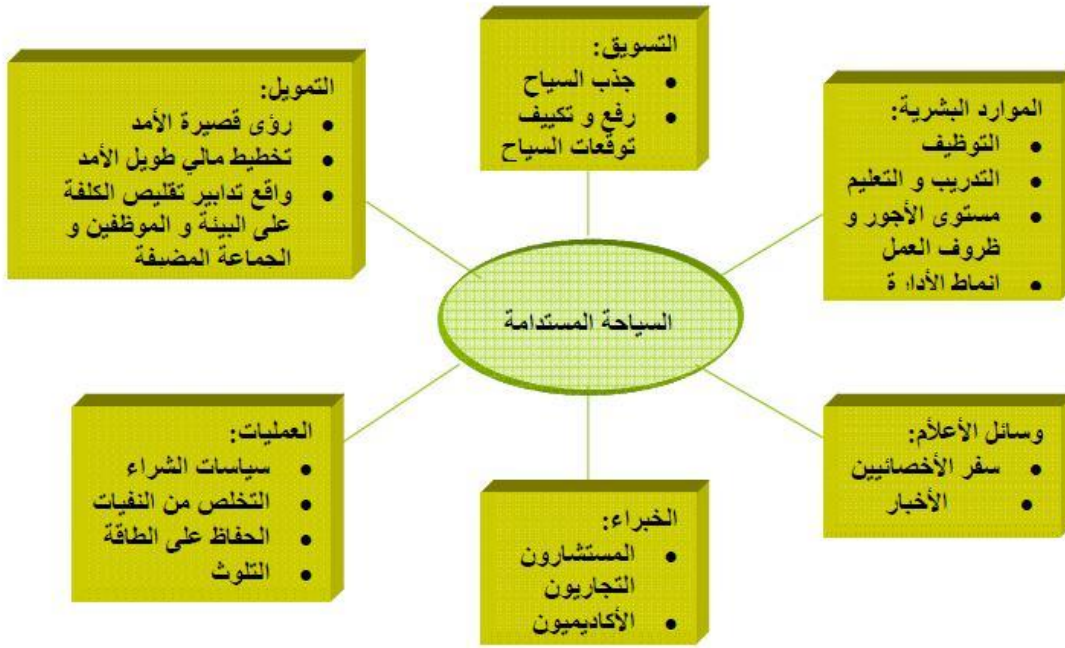 التسويق:
• جذب السياح
• رفع و تكييف
توقعات السياح
الموارد البشرية:
• التوظيف
• التدريب و التعليم
• مستوى الأجور و
ظروف العمل
• انماط الأدارة
التمويل:
• رؤى قصيرة الأمد
• تخطيط مالي طويل الأمد
• واقع تدابير تقليص الكلفة
على البيئة و الموظفين و
الجماعة المضيفة
السياحة المستدامة
وسائل الأعلأم:
• سفر الأخصائيين
• الأخبار
الخبراء:
• المستشارون
التجاريون
• الأكاديميون
العمليات:
• سياسات الشراء
• التخلص من النفيات
• الحفاظ على الطاقة
• التلوث